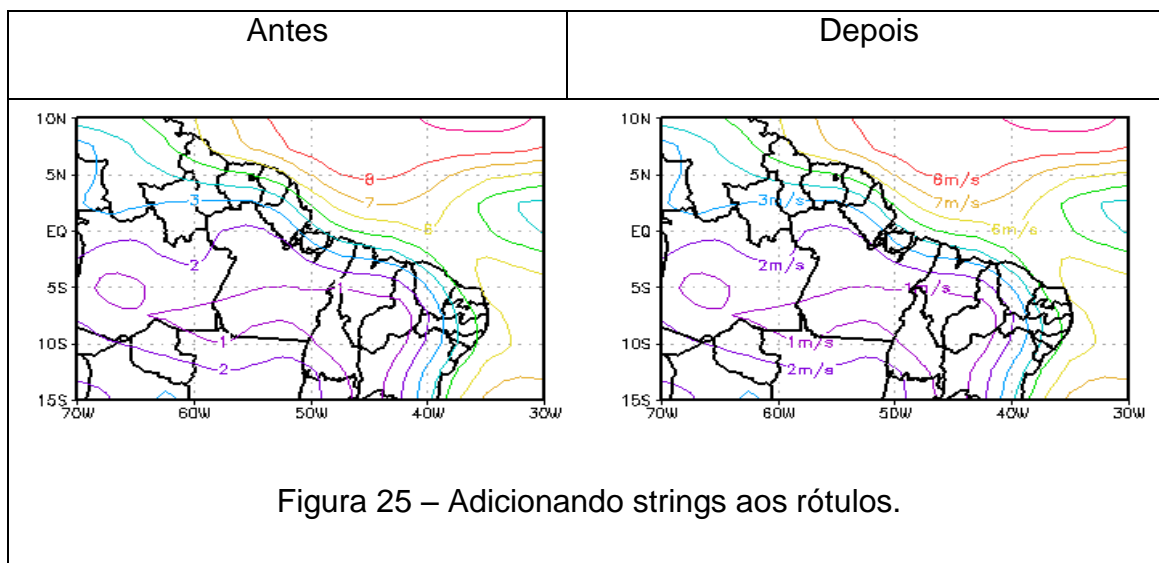 Antes
Depois
10N
5N
EQ
5S
10S
15S
70W 60W 50W 40W 30W
8
7
3
6
2
1
1
2
10N
5N
EQ
5S
10S
15S
70W 60W 50W 40W 30W
8m/s
7m/s
3m/s
6m/s
2m/s
1m/s
1m/s
2m/s
Figura 25 – Adicionando strings aos rótulos.